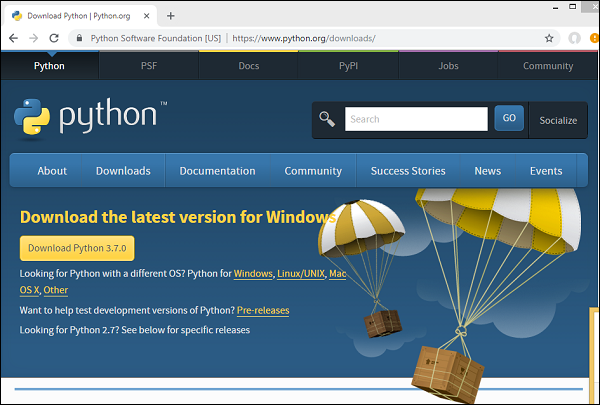 Download Python | Python.org
Python Software Foundation [US] | https://www.python.org/downloads/
Python PSF Docs PyPI Jobs Community
python™
Search GO Socialize
About Downloads Documentation Community Success Stories News Events
Download the latest version for Windows
Download Python 3.7.0
Looking for Python with a different OS? Python for Windows, Linux/UNIX, Mac
OS X, Other
Want to help test development versions of Python? Pre-releases
Looking for Python 2.7? See below for specific releases